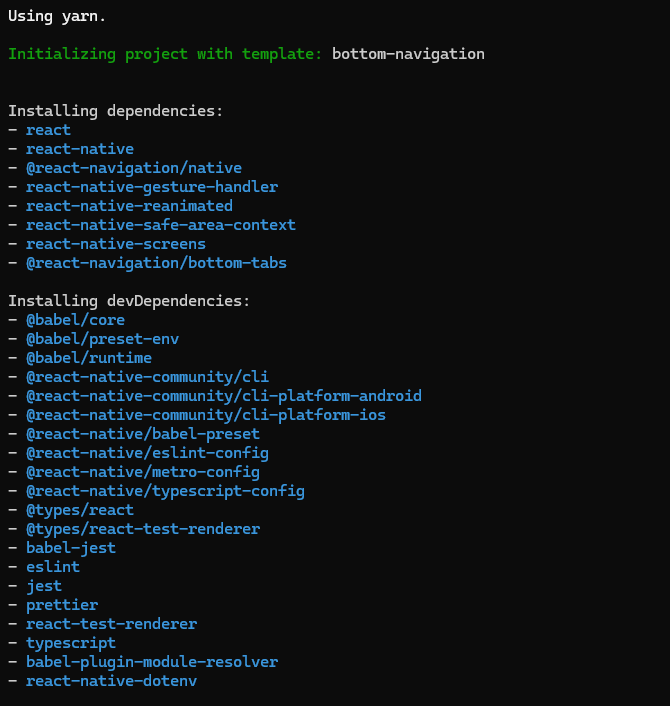 Using yarn.
Initializing project with template: bottom-navigation
Installing dependencies:
- react
- react-native
- @react-navigation/native
- react-native-gesture-handler
- react-native-reanimated
- react-native-safe-area-context
- react-native-screens
- @react-navigation/bottom-tabs
Installing devDependencies:
- @babel/core
- @babel/preset-env
- @babel/runtime
- @react-native-community/cli
- @react-native-community/cli-platform-android
- @react-native-community/cli-platform-ios
- @react-native/babel-preset
- @react-native/eslint-config
- @react-native/metro-config
- @react-native/typescript-config
- @types/react
- @types/react-test-renderer
- babel-jest
- eslint
- jest
- prettier
- react-test-renderer
- typescript
- babel-plugin-module-resolver
- react-native-dotenv